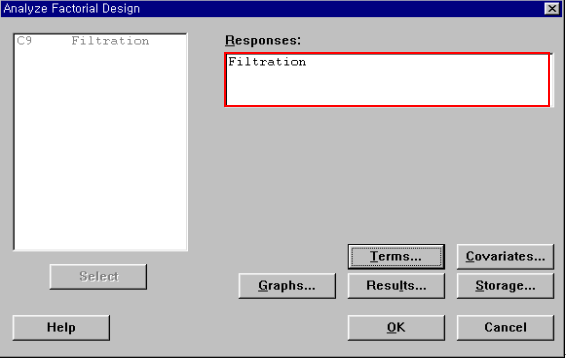 Analyze Factorial Design
C9 Filtration
Responses:
Filtration
Select
Terms...
Covariates...
Graphs...
Results...
Storage...
Help
OK
Cancel